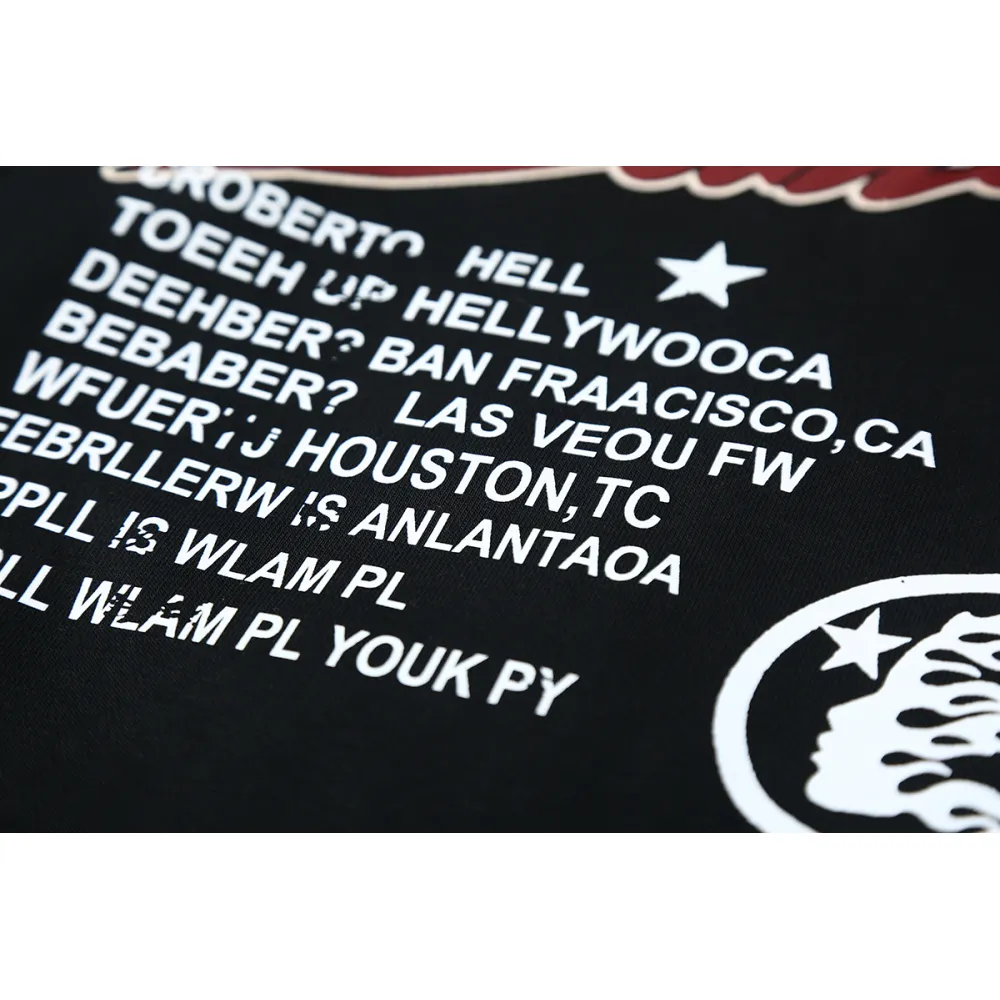 CROBERTO HELL
TOEEH UP HELLYWOOCA
DEEHBER? BAN FRAACISCO,CA
BEBABER? LAS VEOU FW
WFUER HOUSTON,TC
FEBRLLERW IS ANLANTAOA
PPLL IS WLAM PL
LL WLAM PL YOUK PY